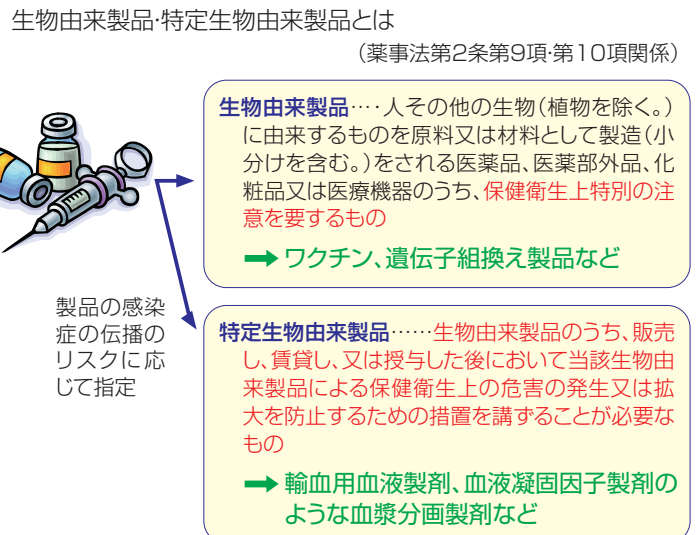 生物由来製品・特定生物由来製品とは
（薬事法第2条第9項・第10項関係）
生物由来製品‥‥人その他の生物（植物を除く。）
に由来するものを原料又は材料として製造（小
分けを含む。）をされる医薬品、医薬部外品、化
粧品又は医療機器のうち、保健衛生上特別の注
意を要するもの
➡ワクチン、遺伝子組換え製品など
製品の感染
症の伝播の
リスクに応
じて指定
特定生物由来製品……生物由来製品のうち、販売
し、賃貸し、又は授与した後において当該生物由
来製品による保健衛生上の危害の発生又は拡
大を防止するための措置を講ずることが必要な
もの
➡輸血用血液製剤、血液凝固因子製剤の
ような血漿分画製剤など